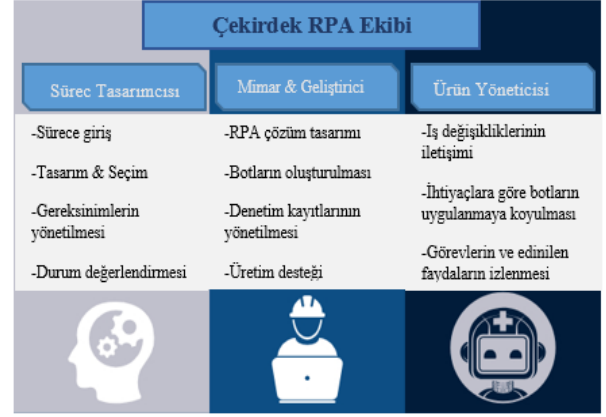 Çekirdek RPA Ekibi
Sürec Tasarımcısı
-Sürece giriş
-Tasarım & Seçim
-Gereksinimlerin
yönetilmesi
-Durum değerlendirmesi
Mimar & Geliştirici
-RPA çözüm tasarımı
-Botların oluşturulması
-Denetim kayıtlarının
yönetilmesi
-Üretim desteği
Ürün Yöneticisi
-Iş değişikliklerinin
iletişimi
-İhtiyaçlara göre botların
uygulanmaya koyulması
-Görevlerin ve edinilen
faydaların izlenmesi